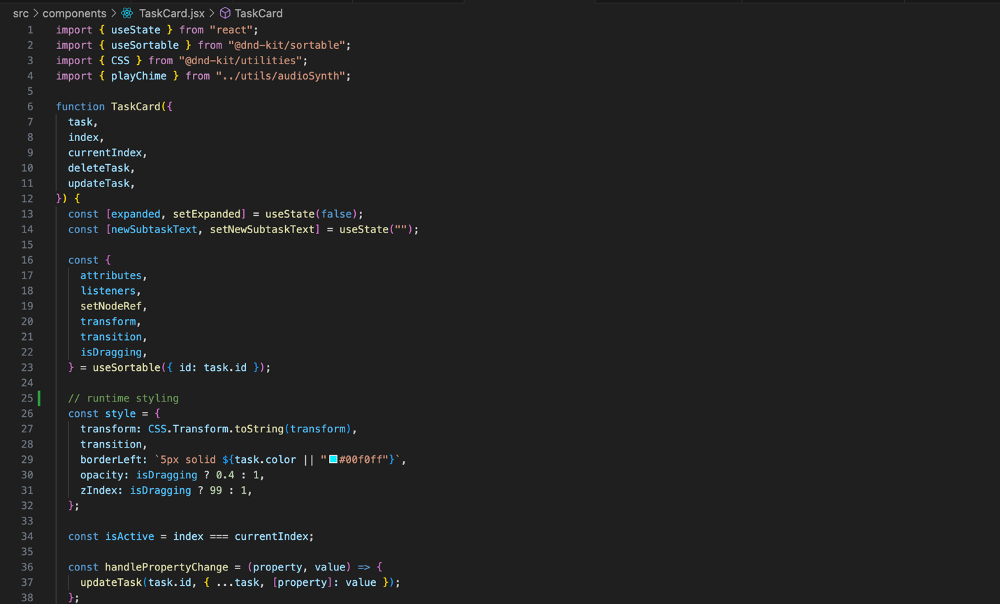 src > components > TaskCard.jsx > TaskCard
1 import { useState } from "react";
2 import { useSortable } from "@dnd-kit/sortable";
3 import { CSS } from "@dnd-kit/utilities";
4 import { playChime } from "../utils/audioSynth";
5
6 function TaskCard({
7   task,
8   index,
9   currentIndex,
10   deleteTask,
11   updateTask,
12 }) {
13   const [expanded, setExpanded] = useState(false);
14   const [newSubtaskText, setNewSubtaskText] = useState("");
15
16   const {
17     attributes,
18     listeners,
19     setNodeRef,
20     transform,
21     transition,
22     isDragging,
23   } = useSortable({ id: task.id });
24
25   // runtime styling
26   const style = {
27     transform: CSS.Transform.toString(transform),
28     transition,
29     borderLeft: `5px solid ${task.color || "#00f0ff"}`,
30     opacity: isDragging ? 0.4 : 1,
31     zIndex: isDragging ? 99 : 1,
32   };
33
34   const isActive = index === currentIndex;
35
36   const handlePropertyChange = (property, value) => {
37     updateTask(task.id, { ...task, [property]: value });
38   };